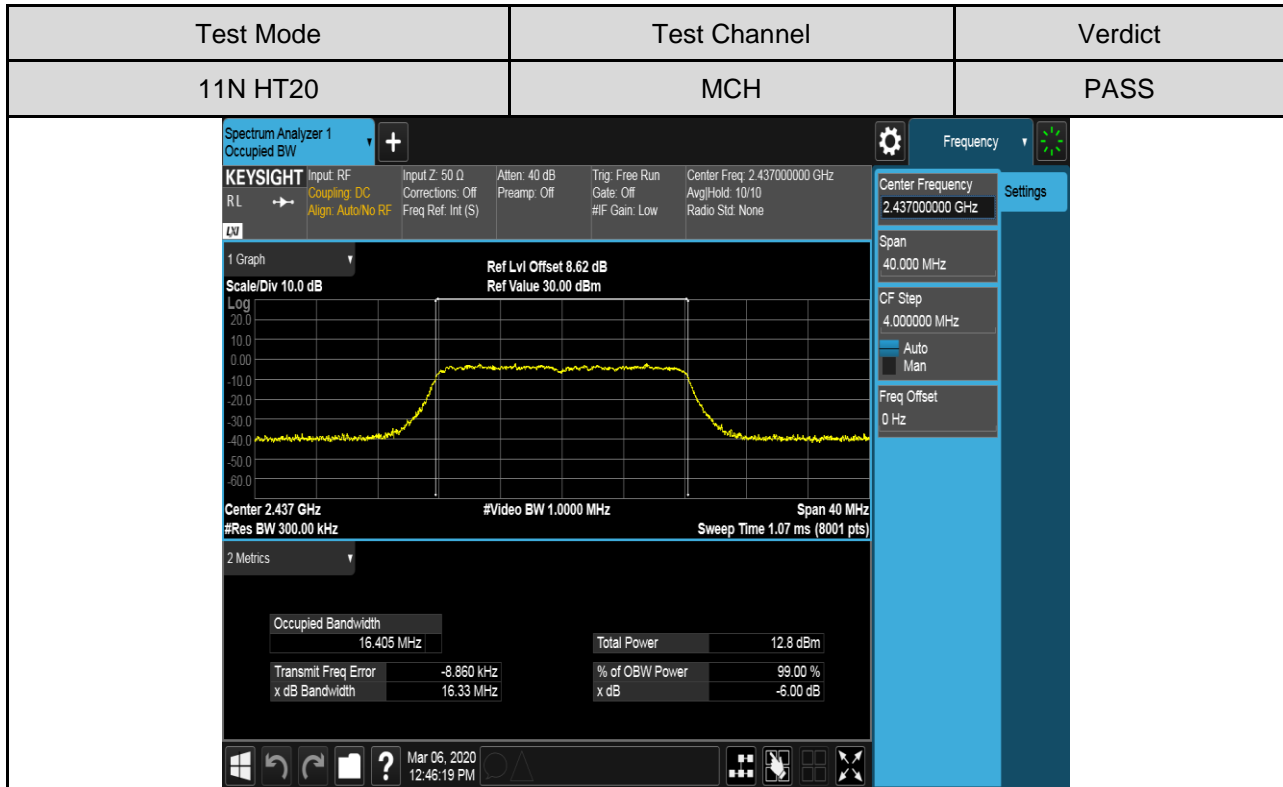 Test Mode Test Channel Verdict
11N HT20 MCH PASS
Spectrum Analyzer 1
Occupied BW
+
Frequency
KEYSIGHT
RL
LXI
Input: RF
Coupling: DC
Align: Auto/No RF
Input Z: 50 Ω
Corrections: Off
Freq Ref: Int (S)
Atten: 40 dB
Preamp: Off
Trig: Free Run
Gate: Off
#IF Gain: Low
Center Freq: 2.437000000 GHz
Avg|Hold: 10/10
Radio Std: None
Center Frequency
2.437000000 GHz
Settings
Span
40.000 MHz
CF Step
4.000000 MHz
Auto
Man
Freq Offset
0 Hz
1 Graph
Scale/Div 10.0 dB
Ref Lvl Offset 8.62 dB
Ref Value 30.00 dBm
Log
20.0
10.0
0.00
-10.0
-20.0
-30.0
-40.0
-50.0
-60.0
Center 2.437 GHz #Video BW 1.0000 MHz Span 40 MHz
#Res BW 300.00 kHz Sweep Time 1.07 ms (8001 pts)
2 Metrics
Occupied Bandwidth
16.405 MHz
Total Power 12.8 dBm
Transmit Freq Error -8.860 kHz
% of OBW Power 99.00 %
x dB Bandwidth 16.33 MHz
x dB -6.00 dB
?
Mar 06, 2020
12:46:19 PM